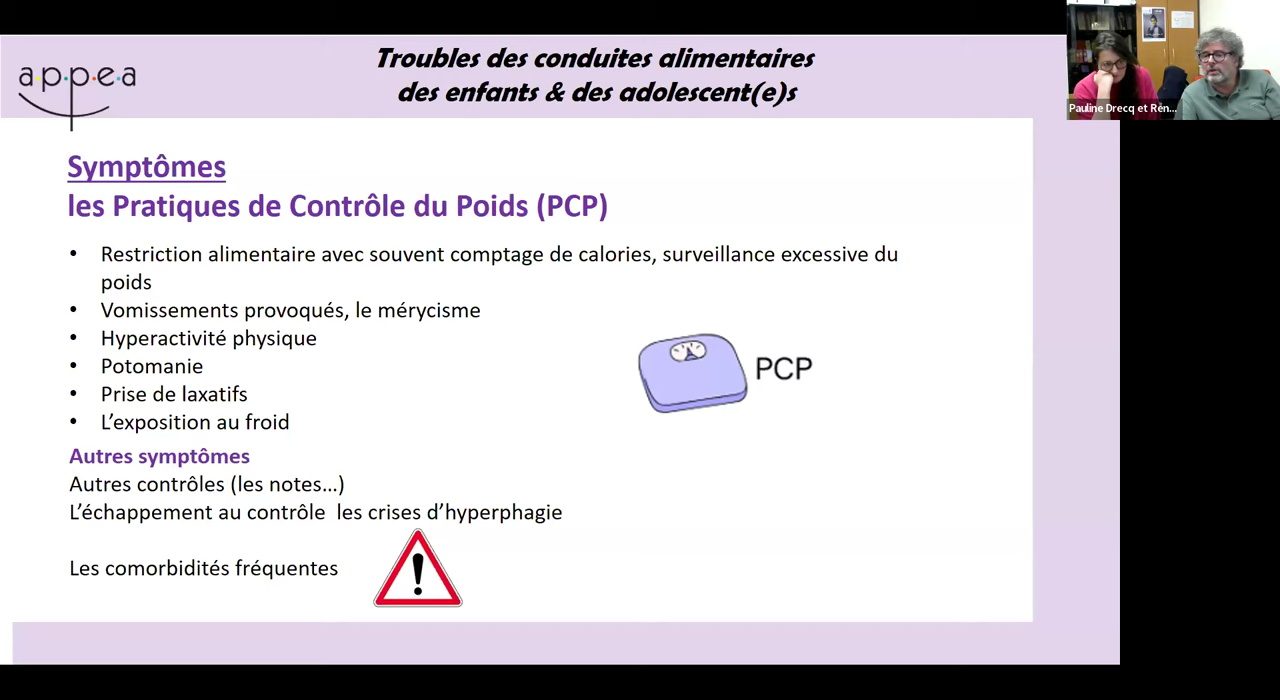 appea
Troubles des conduites alimentaires
des enfants & des adolescent(e)s
Pauline Drecq et Rén...
Symptômes
les Pratiques de Contrôle du Poids (PCP)
• Restriction alimentaire avec souvent comptage de calories, surveillance excessive du
poids
• Vomissements provoqués, le mérycisme
• Hyperactivité physique
• Potomanie
• Prise de laxatifs
• L’exposition au froid
PCP
Autres symptômes
Autres contrôles (les notes…)
L’échappement au contrôle les crises d’hyperphagie
Les comorbidités fréquentes